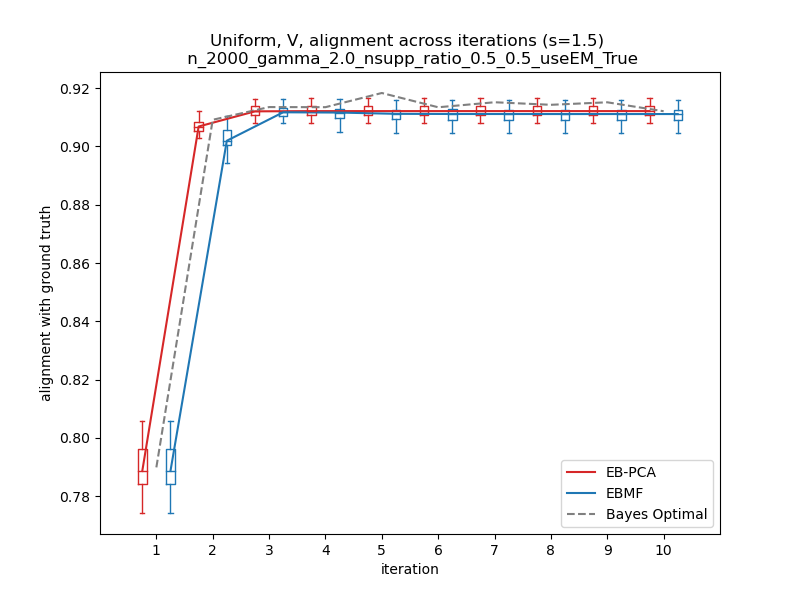 Uniform, V, alignment across iterations (s=1.5)
n_2000_gamma_2.0_nsupp_ratio_0.5_0.5_useEM_True
alignment with ground truth
0.92
0.90
0.88
0.86
0.84
0.82
0.80
0.78
EB-PCA
EBMF
Bayes Optimal
1 2 3 4 5 6 7 8 9 10
iteration